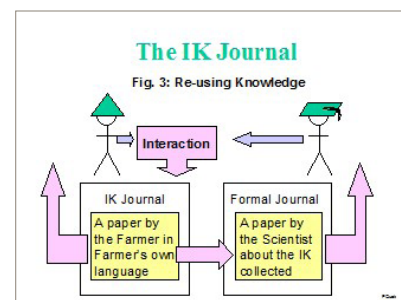 The IK Journal
Fig. 3: Re-using Knowledge
Interaction
IK Journal
A paper by
the Farmer in
Farmer's own
language
Formal Journal
A paper by
the Scientist
about the IK
collected